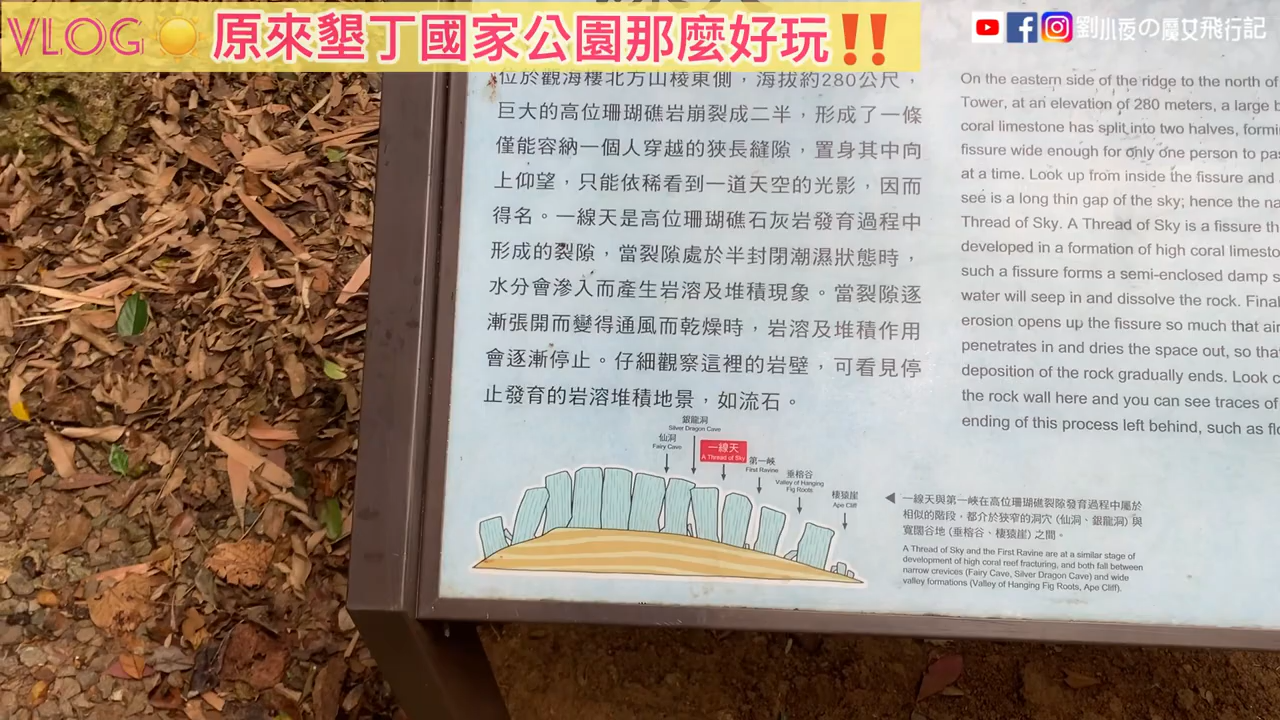 VLOG 原來墾丁國家公園那麼好玩‼
劉小夜の魔女飛行記
位於觀海樓北方山稜東側，海拔約280公尺，
巨大的高位珊瑚礁岩崩裂成二半，形成了一條
僅能容納一個人穿越的狹長縫隙，置身其中向
上仰望，只能依稀看到一道天空的光影，因而
得名。一線天是高位珊瑚礁石灰岩發育過程中
形成的裂隙，當裂隙處於半封閉潮濕狀態時，
水分會滲入而產生岩溶及堆積現象。當裂隙逐
漸張開而變得通風而乾燥時，岩溶及堆積作用
會逐漸停止。仔細觀察這裡的岩壁，可看見停
止發育的岩溶堆積地景，如流石。
On the eastern side of the ridge to the north of
Tower, at an elevation of 280 meters, a large
coral limestone has split into two halves,
fissure wide enough for only one person to
at a time. Look up from inside the fissure and
see is a long thin gap of the sky; hence the
Thread of Sky. A Thread of Sky is a fissure
developed in a formation of high coral
such a fissure forms a semi-enclosed damp
water will seep in and dissolve the rock.
erosion opens up the fissure so much that
penetrates in and dries the space out, so
deposition of the rock gradually ends. Look
the rock wall here and you can see traces of
ending of this process left behind, such as
銀龍洞
Silver Dragon Cave
仙洞
Fairy Cave
一線天
A Thread of Sky
第一峽
First Ravine
垂榕谷
Valley of Hanging
Fig Roots
棲猿崖
Ape Cliff
◀ 一線天與第一峽在高位珊瑚礁裂隙發育過程中屬於
相似的階段，都介於狹窄的洞穴（仙洞、銀龍洞）與
寬闊谷地（垂榕谷、棲猿崖）之間。
A Thread of Sky and the First Ravine are at a similar stage of
development of high coral reef fracturing, and both fall between
narrow crevices (Fairy Cave, Silver Dragon Cave) and wide
valley formations (Valley of Hanging Fig Roots, Ape Cliff).